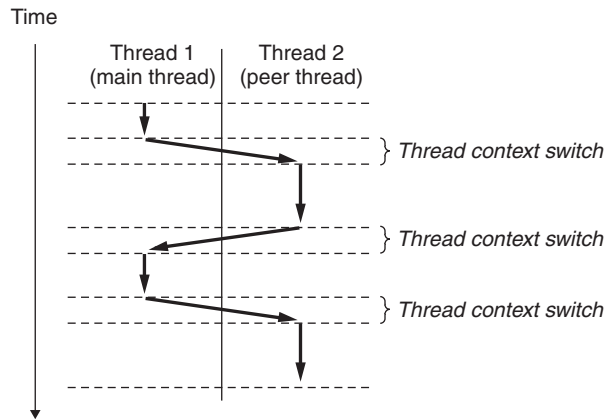 Time
Thread 1
(main thread)
Thread 2
(peer thread)
Thread context switch
Thread context switch
Thread context switch